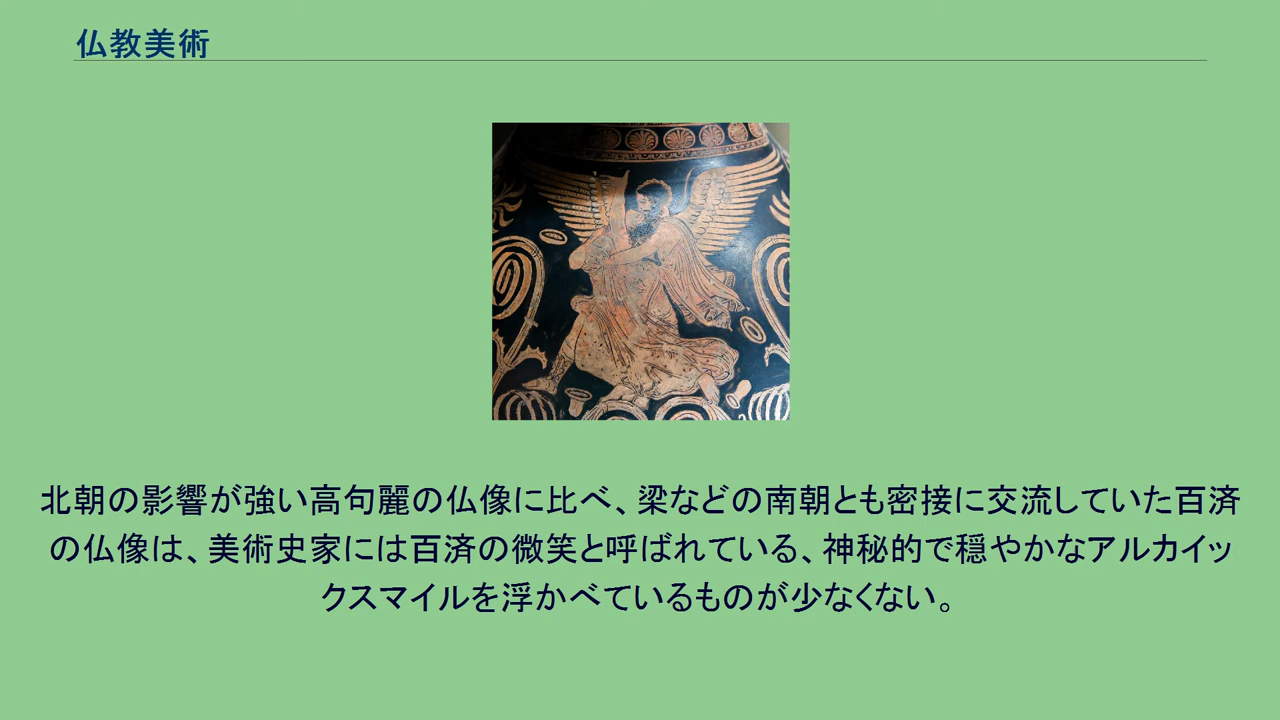 仏教美術
北朝の影響が強い高句麗の仏像に比べ、梁などの南朝とも密接に交流していた百済
の仏像は、美術史家には百済の微笑と呼ばれている、神秘的で穏やかなアルカイッ
クスマイルを浮かべているものが少なくない。